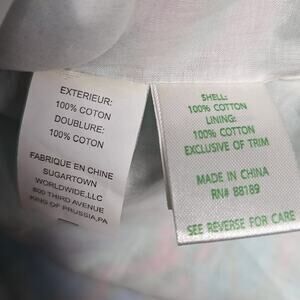 EXTERIEUR:
100% COTON
DOUBLURE:
100% COTON
FABRIQUE EN CHINE
SUGARTOWN
WORLDWIDE,LLC
800 THIRD AVENUE
KING OF PRUSSIA,PA
SHELL:
100% COTTON
LINING:
100% COTTON
EXCLUSIVE OF TRIM
MADE IN CHINA
RN# 88189
SEE REVERSE FOR CARE